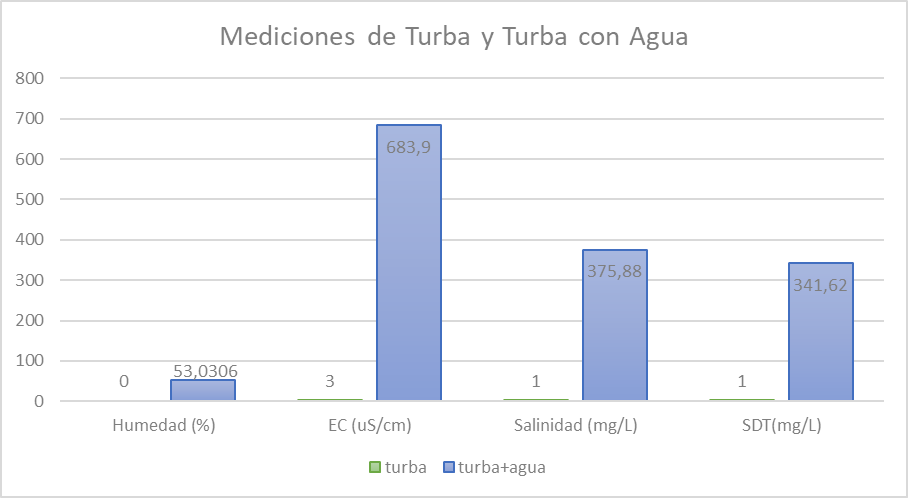 Mediciones de Turba y Turba con Agua
800
700
600
500
400
300
200
100
0
0
53,0306
3
683,9
1
375,88
1
341,62
Humedad (%)
EC (uS/cm)
Salinidad (mg/L)
SDT(mg/L)
turba
turba+agua